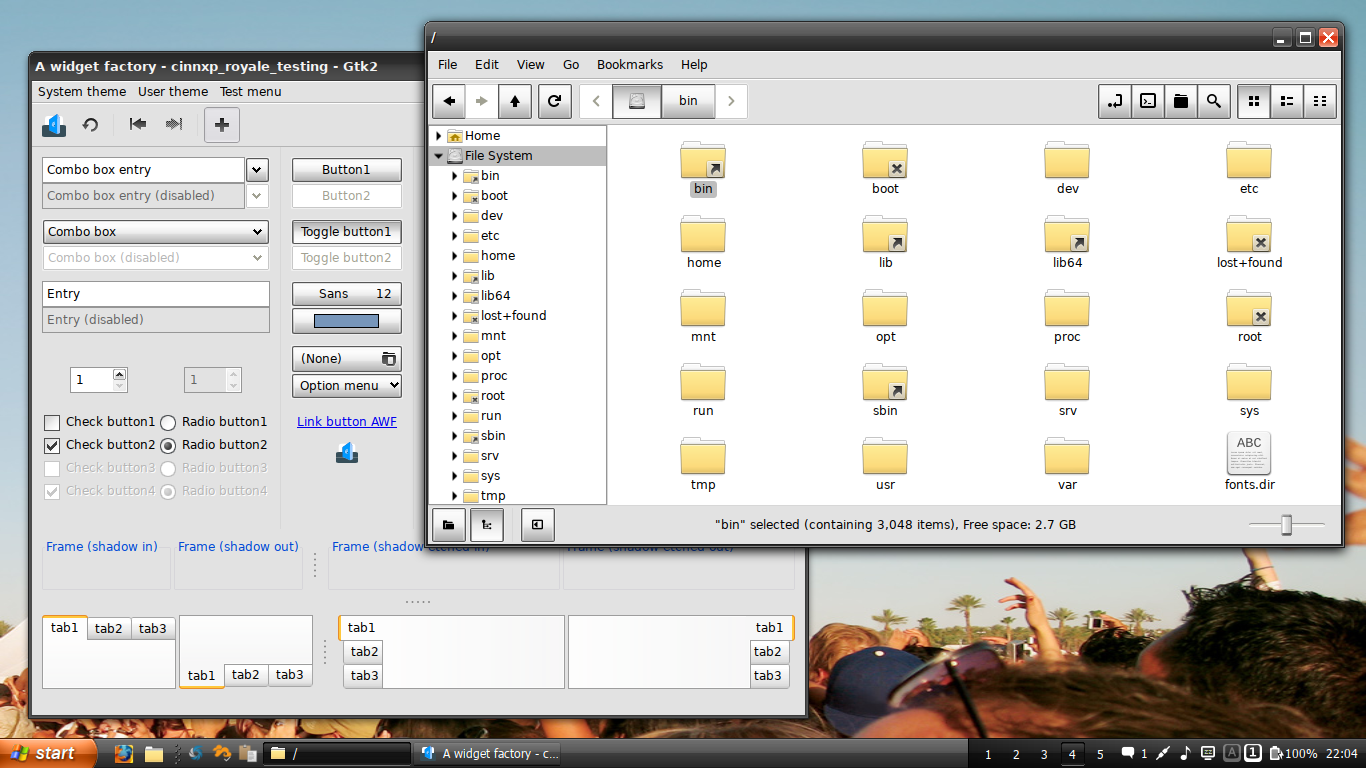 /
File Edit View Go Bookmarks Help
bin
Home
File System
bin
boot
dev
etc
home
lib
lib64
lost+found
mnt
opt
proc
root
run
sbin
srv
sys
tmp
bin boot dev etc
home lib lib64 lost+found
mnt opt proc root
run sbin srv sys
ABC
tmp usr var fonts.dir
"bin" selected (containing 3,048 items), Free space: 2.7 GB
A widget factory - cinnxp_royale_testing - Gtk2
System theme User theme Test menu
Combo box entry
Combo box entry (disabled)
Combo box
Combo box (disabled)
Entry
Entry (disabled)
1 1
Check button1 Radio button1
Check button2 Radio button2
Check button3 Radio button3
Check button4 Radio button4
Button1
Button2
Toggle button1
Toggle button2
Sans 12
(None)
Option menu
Link button AWF
Frame (shadow in) Frame (shadow out) Frame (shadow etched in) Frame (shadow etched out)
tab1 tab2 tab3
tab1 tab2 tab3
tab1
tab2
tab3
tab1
tab2
tab3
start / A widget factory - c... 1 2 3 4 5 1 A 1 100% 22:04